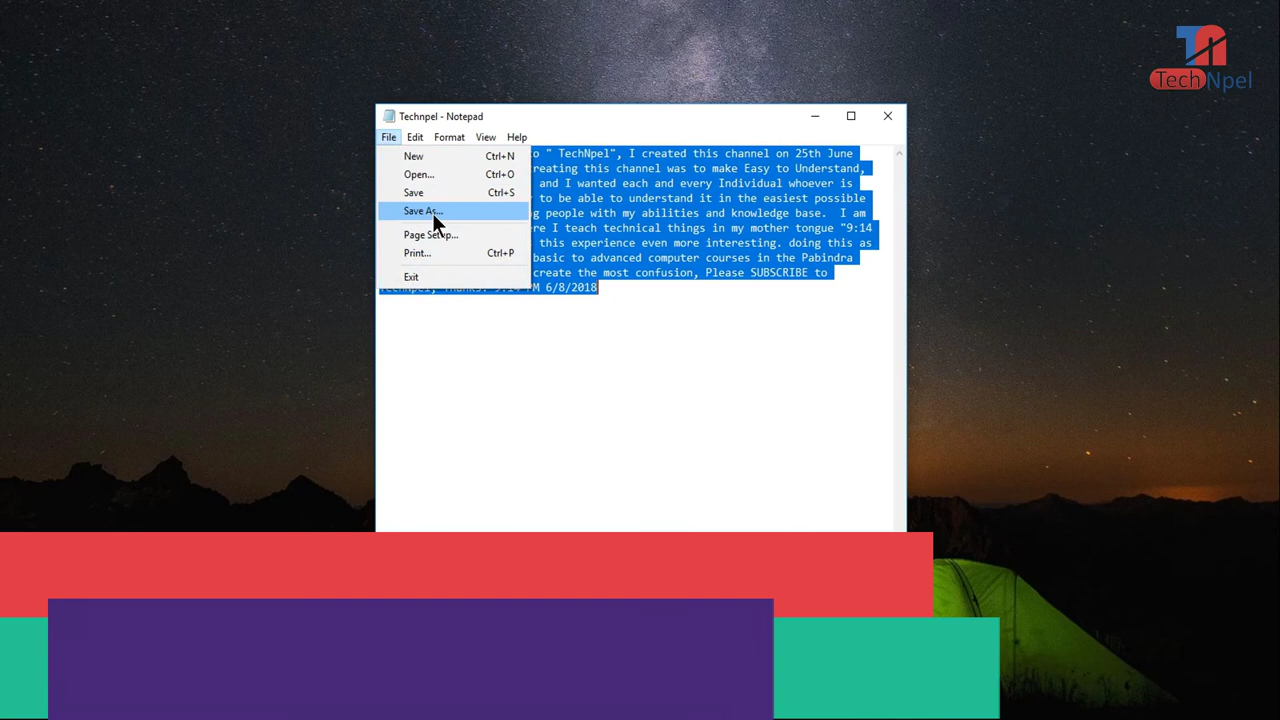 TechNpel
Technpel - Notepad
File Edit Format View Help
New Ctrl+N
Open... Ctrl+O
Save Ctrl+S
Save As...
Page Setup...
Print... Ctrl+P
Exit
" TechNpel", I created this channel on 25th June
reating this channel was to make Easy to Understand,
and I wanted each and every Individual whoever is
to be able to understand it in the easiest possible
g people with my abilities and knowledge base. I am
re I teach technical things in my mother tongue "9:14
this experience even more interesting. doing this as
basic to advanced computer courses in the Pabindra
create the most confusion, Please SUBSCRIBE to
PM 6/8/2018